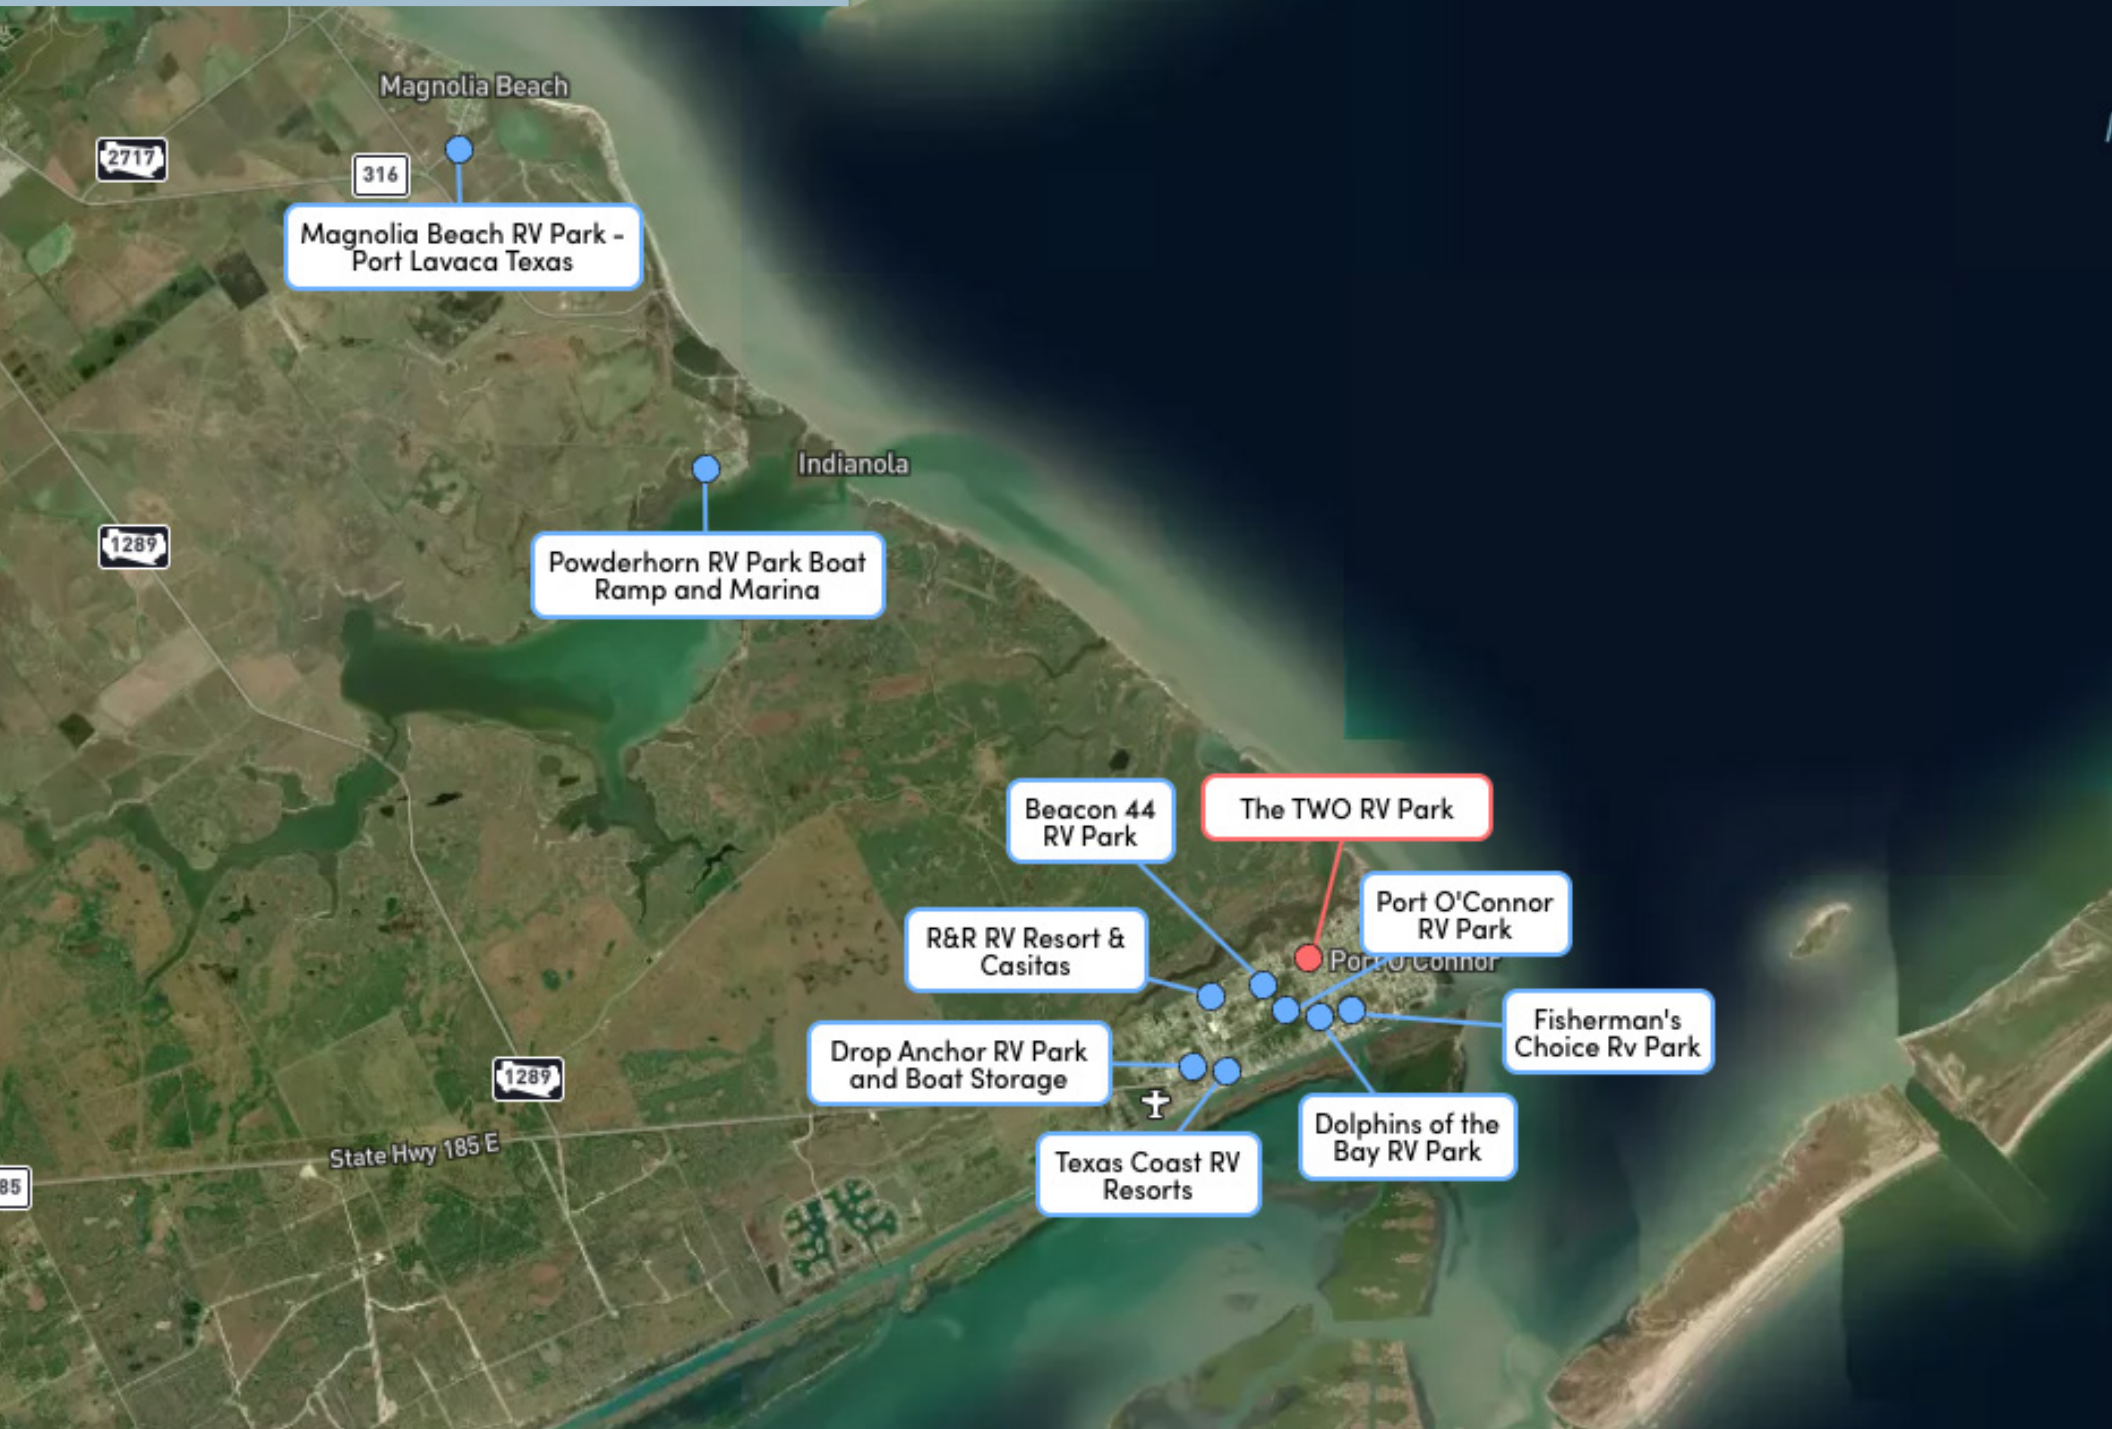 Magnolia Beach
2717
316
Magnolia Beach RV Park -
Port Lavaca Texas
Indianola
1289
Powderhorn RV Park Boat
Ramp and Marina
Beacon 44
RV Park
The TWO RV Park
Port O'Connor
RV Park
R&R RV Resort &
Casitas
Port O'Connor
Fisherman's
Choice Rv Park
Drop Anchor RV Park
and Boat Storage
1289
Dolphins of the
Bay RV Park
State Hwy 185 E
Texas Coast RV
Resorts
85